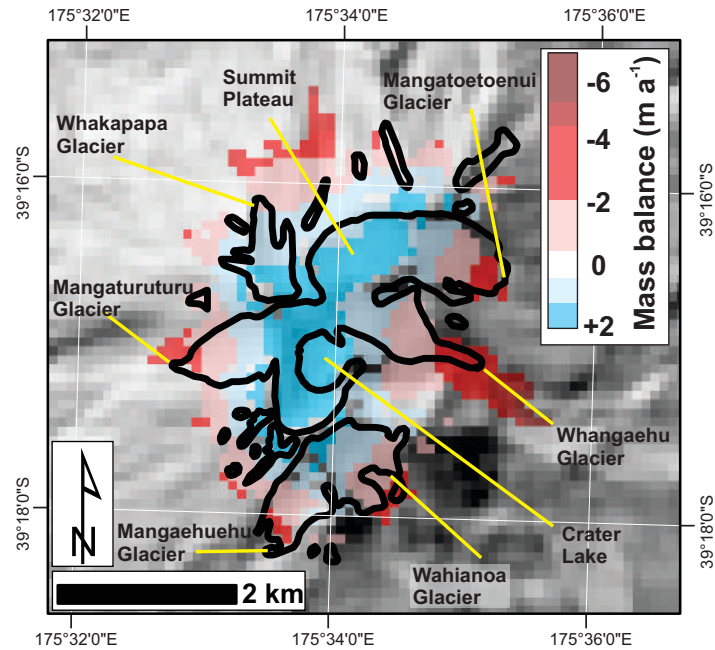 175°32'0"E
175°34'0"E
175°36'0"E
Summit
Plateau
Mangatoetoenui
Glacier
Whakapapa
Glacier
-6
-4
-2
0
+2
Mass balance (m a⁻¹)
39°16'0"S
39°16'0"S
Mangaturuturu
Glacier
Whangaehu
Glacier
39°18'0"S
39°18'0"S
N
Mangaehuehu
Glacier
Crater
Lake
Wahianoa
Glacier
2 km
175°32'0"E
175°34'0"E
175°36'0"E